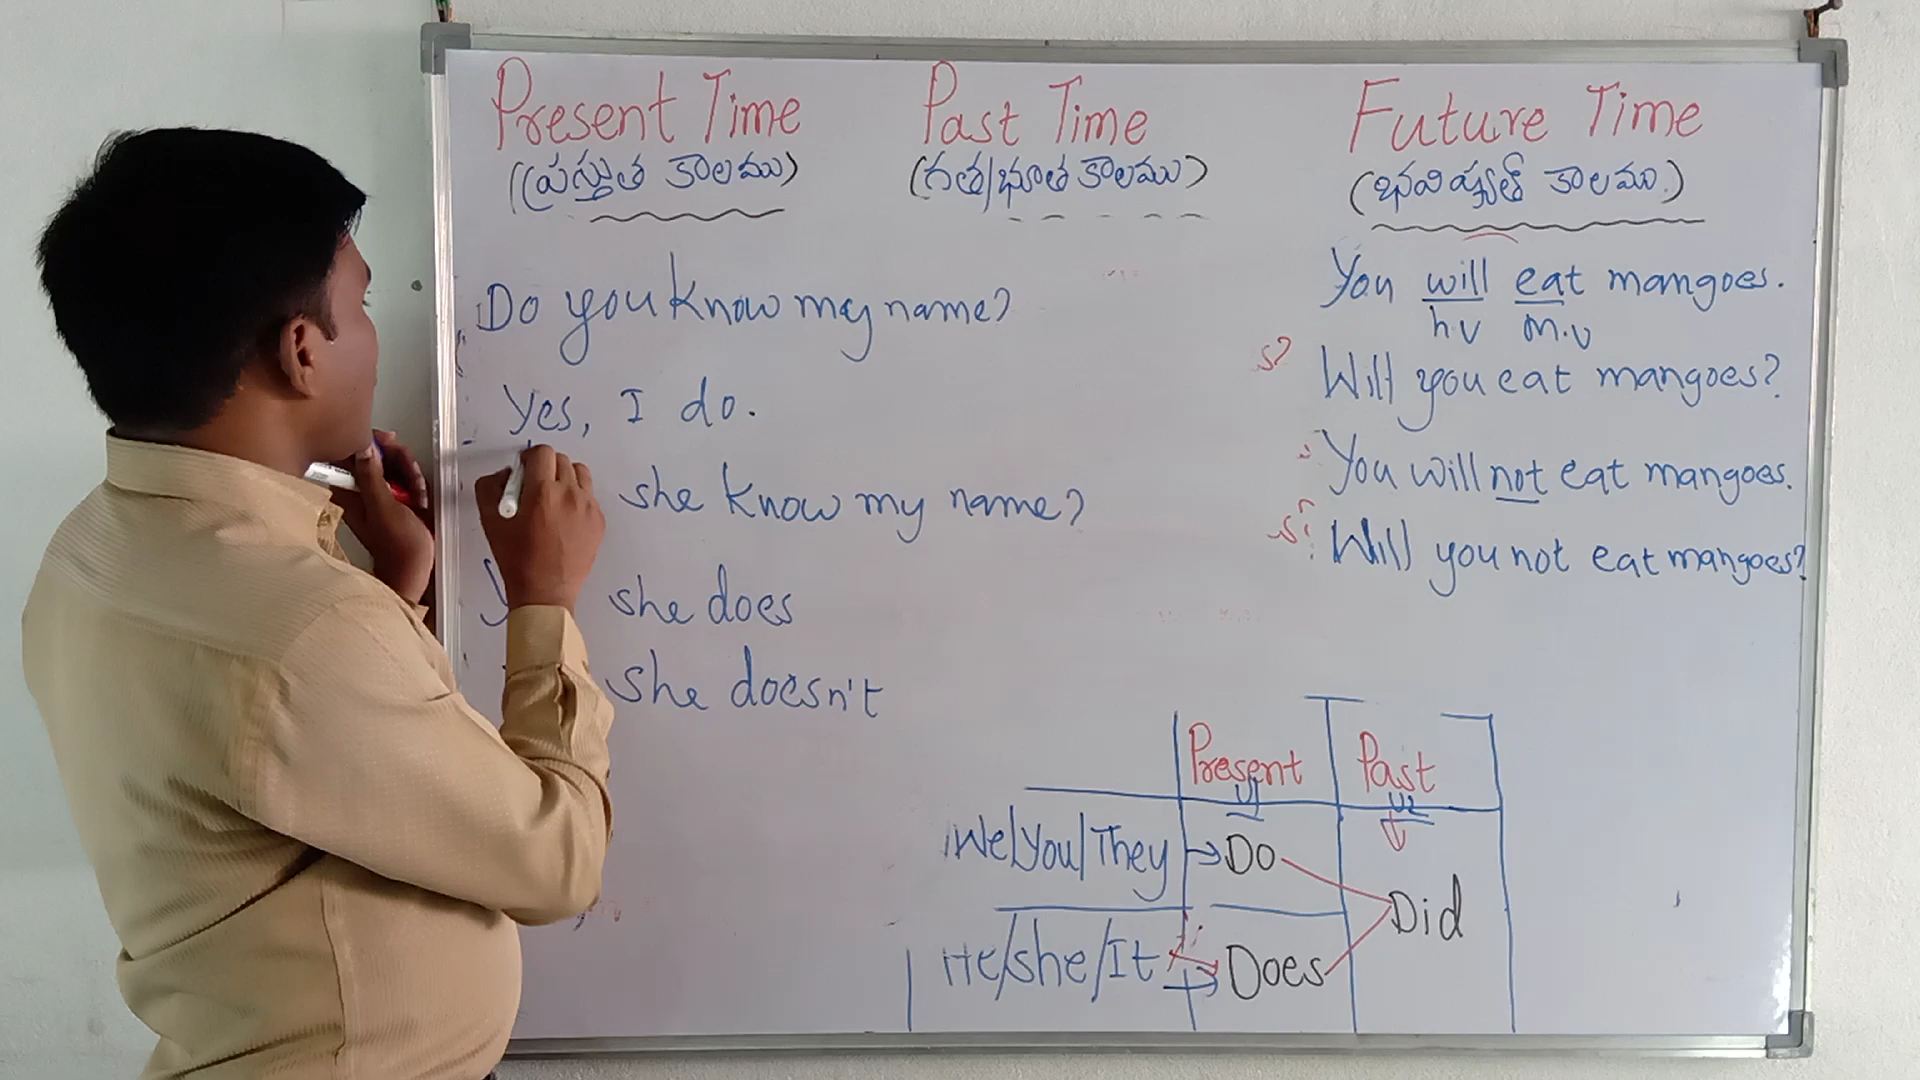 Present Time
(ప్రస్తుత కాలము)
Do you know my name?
Yes, I do.
she know my name?
she does
she doesn't
Past Time
(గత/భూత కాలము)
Future Time
(భవిష్యత్ కాలము.)
You will eat mangoes.
h.v m.v
s? Will you eat mangoes?
You will not eat mangoes.
Will you not eat mangoes?
Present Past
V1 V2
We/You/They → Do
Did
He/she/It → Does